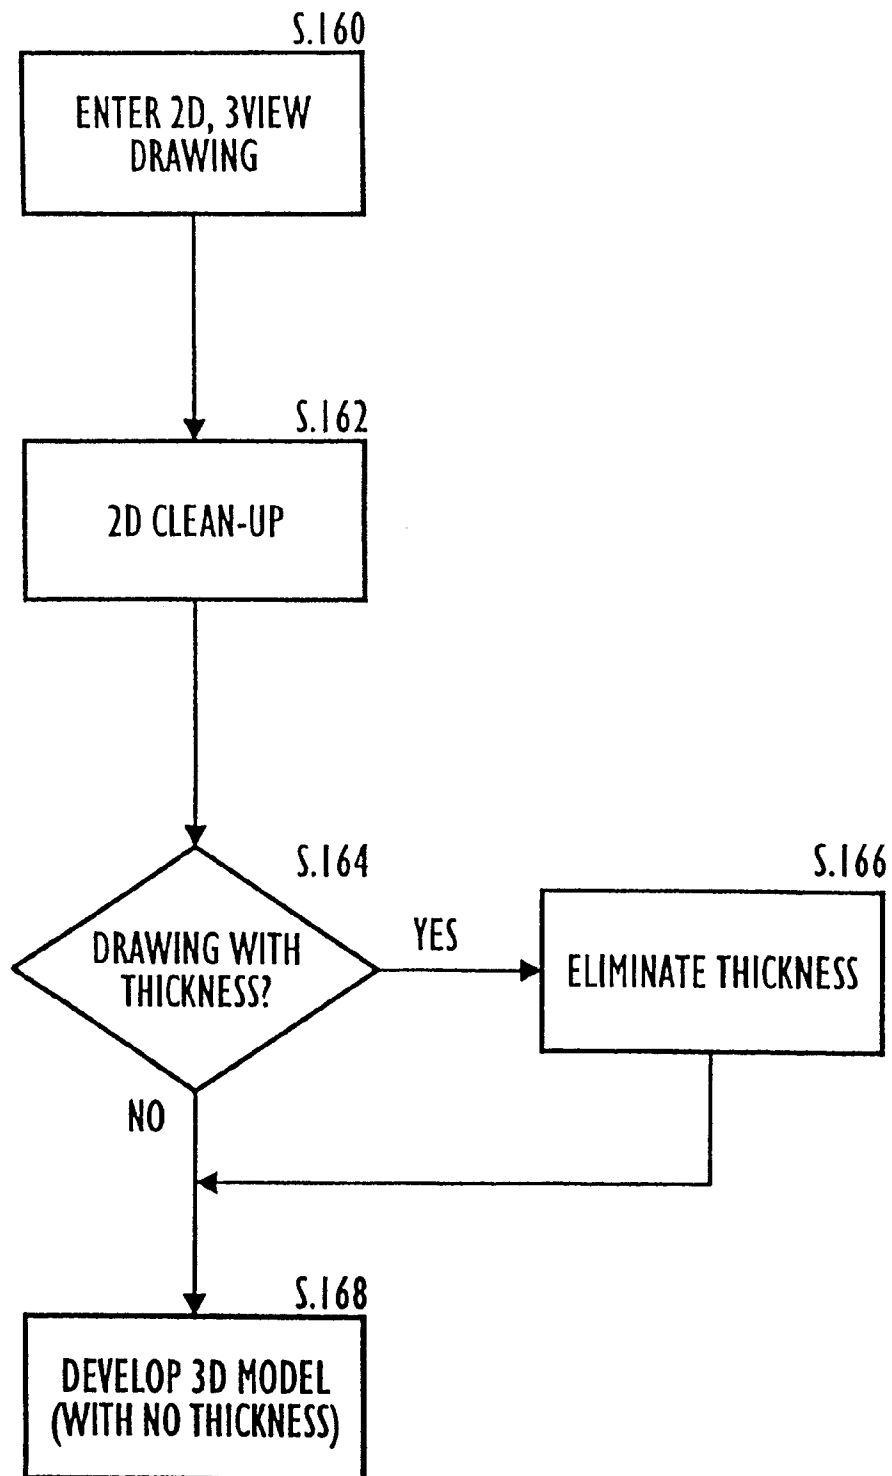 S.160
ENTER 2D, 3VIEW
DRAWING
S.162
2D CLEAN-UP
S.164
DRAWING WITH
THICKNESS?
YES
S.166
ELIMINATE THICKNESS
NO
S.168
DEVELOP 3D MODEL
(WITH NO THICKNESS)